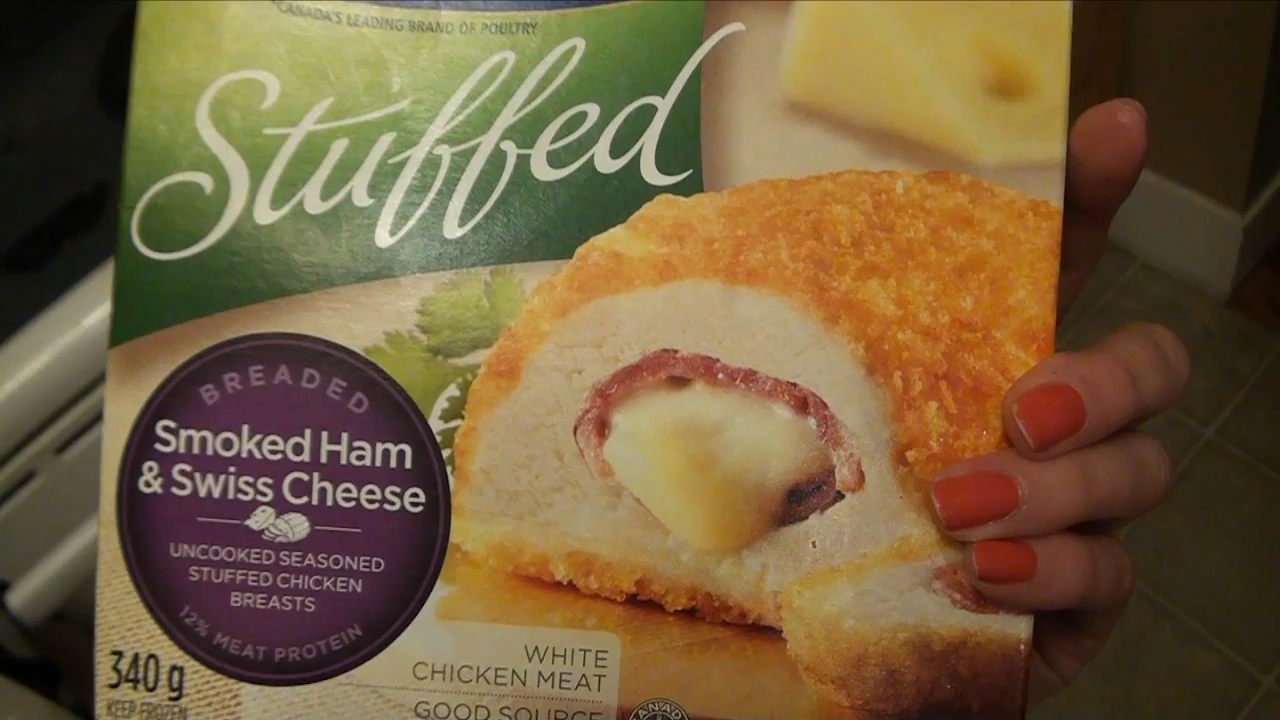 CANADA'S LEADING BRAND OF POULTRY
Stuffed
BREADED
Smoked Ham
& Swiss Cheese
UNCOOKED SEASONED
STUFFED CHICKEN
BREASTS
12% MEAT PROTEIN
340 g
KEEP FROZEN
WHITE
CHICKEN MEAT
GOOD SOURCE
CANADA